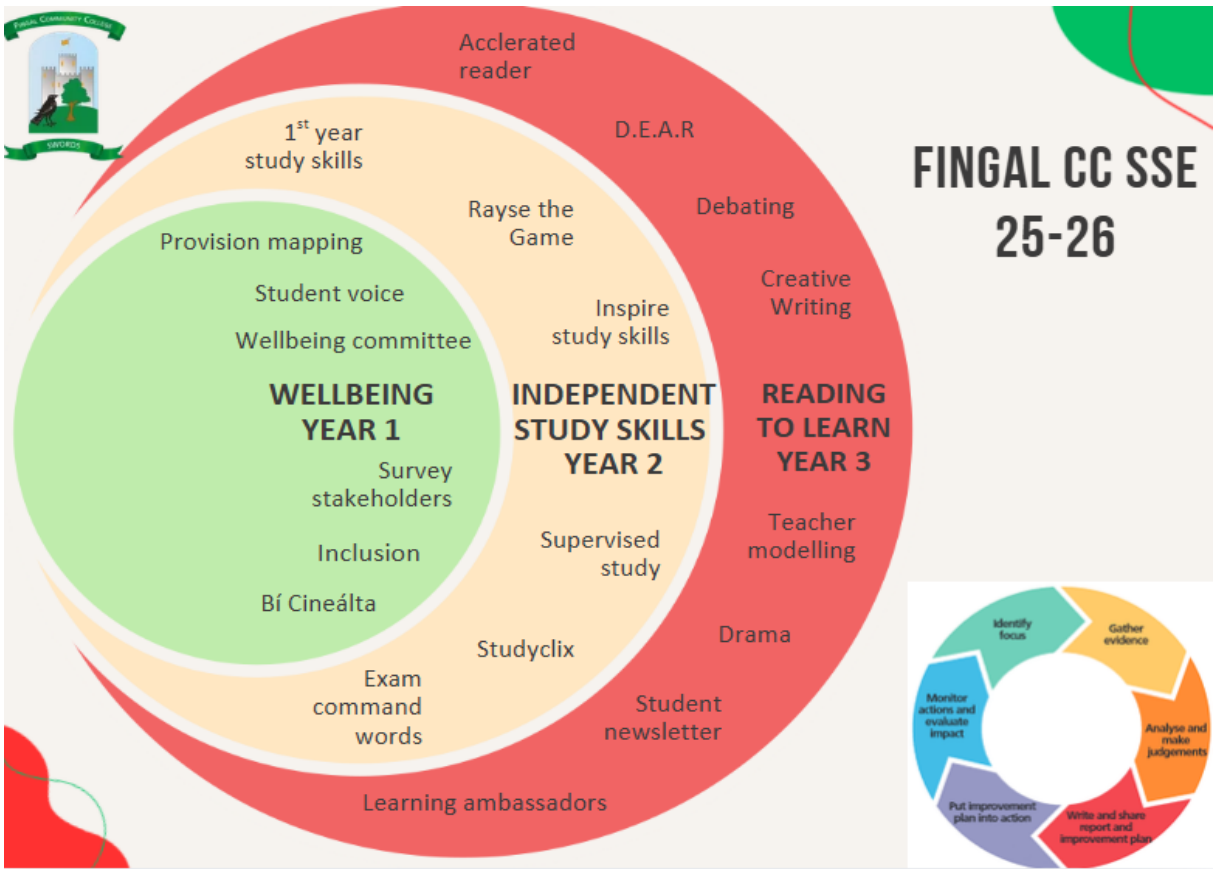 FINGAL COMMUNITY COLLEGE
SWORDS
FINGAL CC SSE
25-26
Acclerated
reader
D.E.A.R
Debating
Creative
Writing
READING
TO LEARN
YEAR 3
Teacher
modelling
Drama
Student
newsletter
Learning ambassadors
1st year
study skills
Rayse the
Game
Inspire
study skills
INDEPENDENT
STUDY SKILLS
YEAR 2
Supervised
study
Studyclix
Exam
command
words
Provision mapping
Student voice
Wellbeing committee
WELLBEING
YEAR 1
Survey
stakeholders
Inclusion
Bí Cineálta
Identify
focus
Gather
evidence
Analyse and
make
judgements
Write and share
report and
improvement plan
Put improvement
plan into action
Monitor
actions and
evaluate
impact